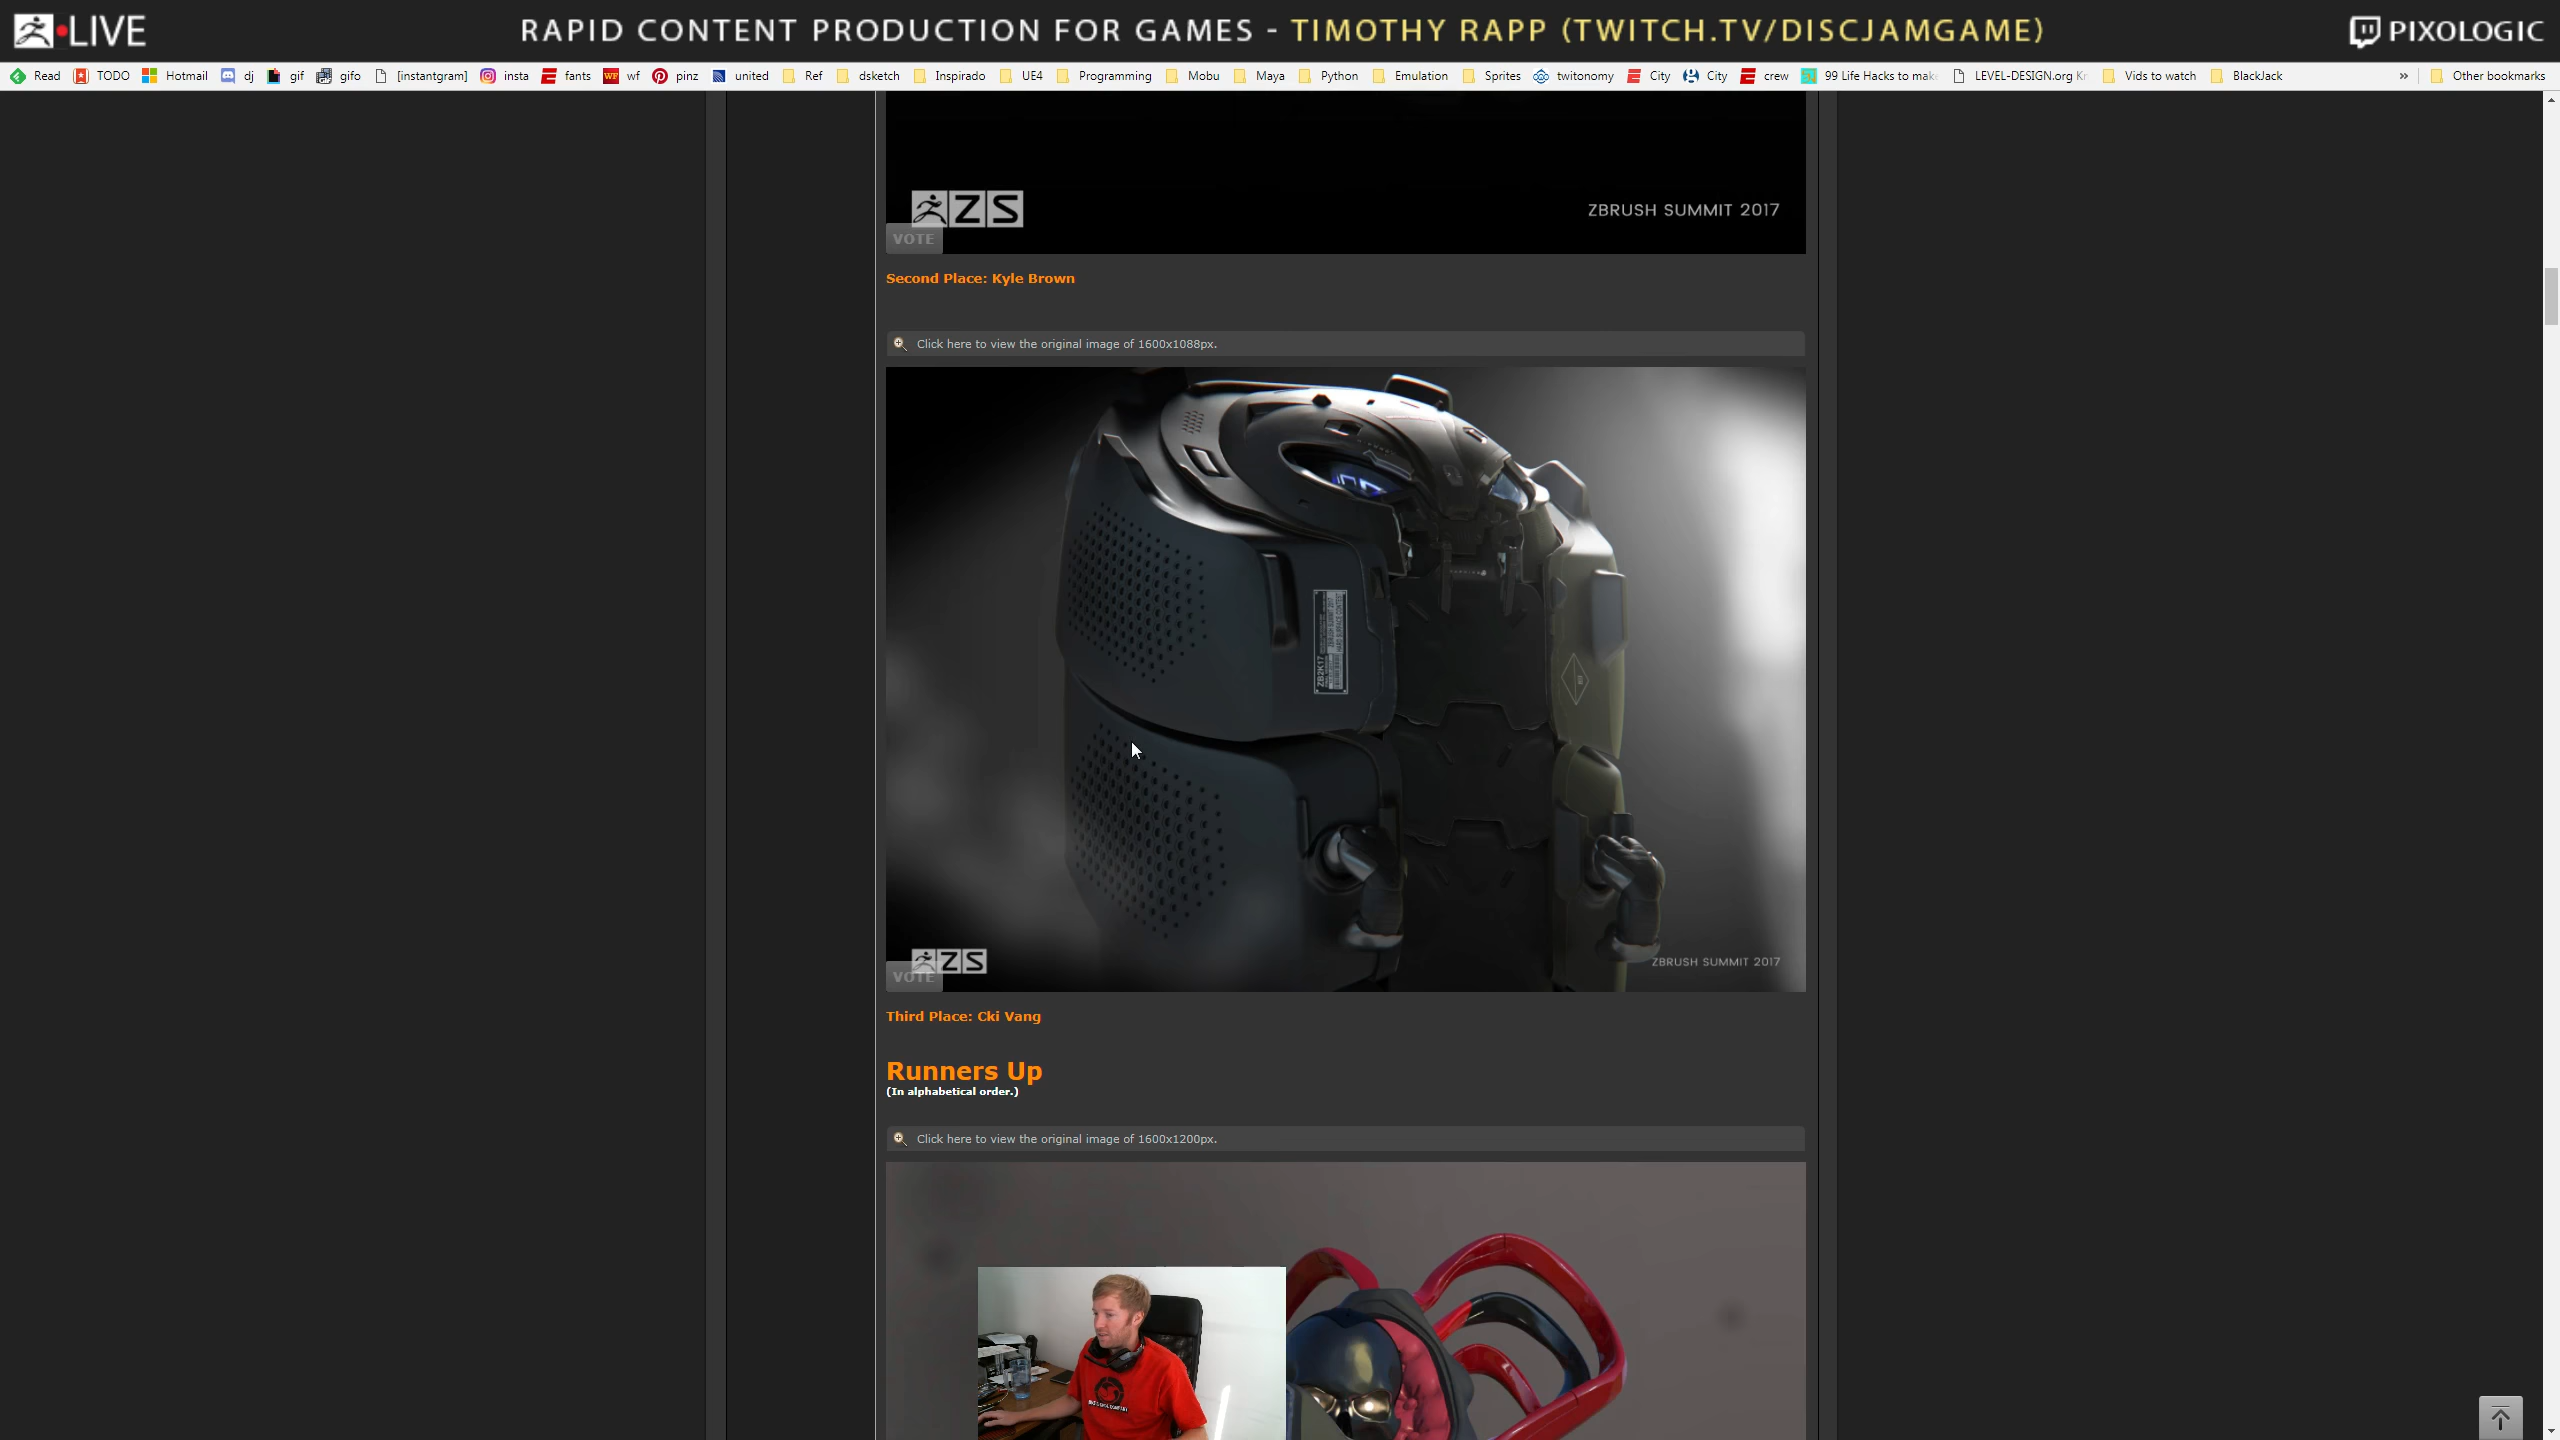 LIVE
RAPID CONTENT PRODUCTION FOR GAMES - TIMOTHY RAPP (TWITCH.TV/DISCJAMGAME)
PIXOLOGIC
Read TODO Hotmail dj gif gifo [instantgram] insta fants wf pinz united Ref dsketch Inspirado UE4 Programming Mobu Maya Python Emulation Sprites twitonomy City City crew 99 Life Hacks to mak LEVEL-DESIGN.org Kr Vids to watch BlackJack » Other bookmarks
ZS
ZBRUSH SUMMIT 2017
VOTE
Second Place: Kyle Brown
Click here to view the original image of 1600x1088px.
ZB2K17
ZS
ZBRUSH SUMMIT 2017
VOTE
Third Place: Cki Vang
Runners Up
(In alphabetical order.)
Click here to view the original image of 1600x1200px.